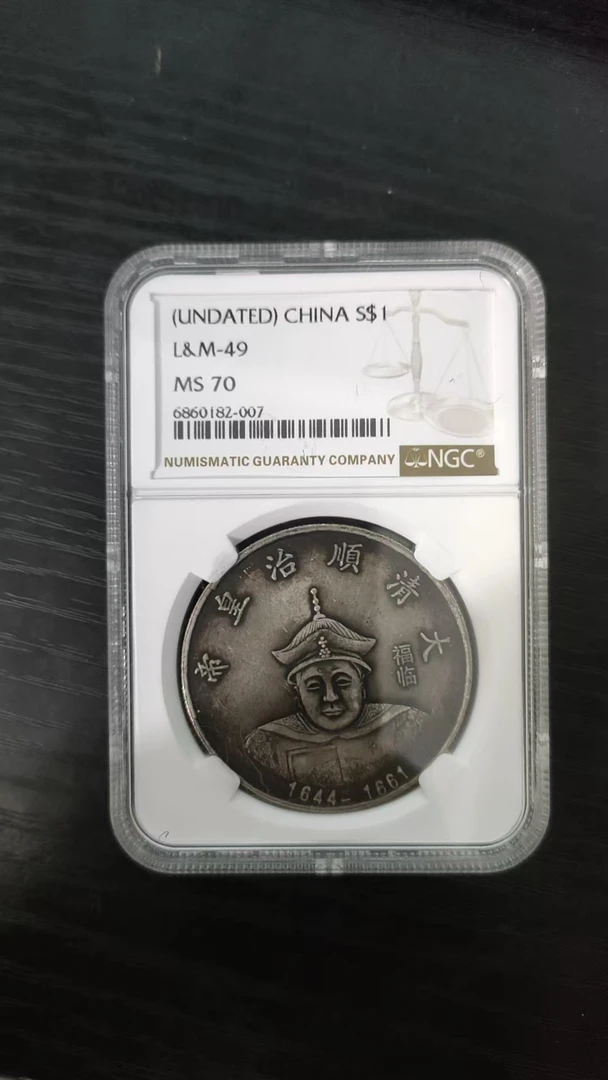 (UNDATED) CHINA S$1
L&M-49
MS 70
6860182-007
NUMISMATIC GUARANTY COMPANY NGC®
大清順治皇帝
福临
1644-1661